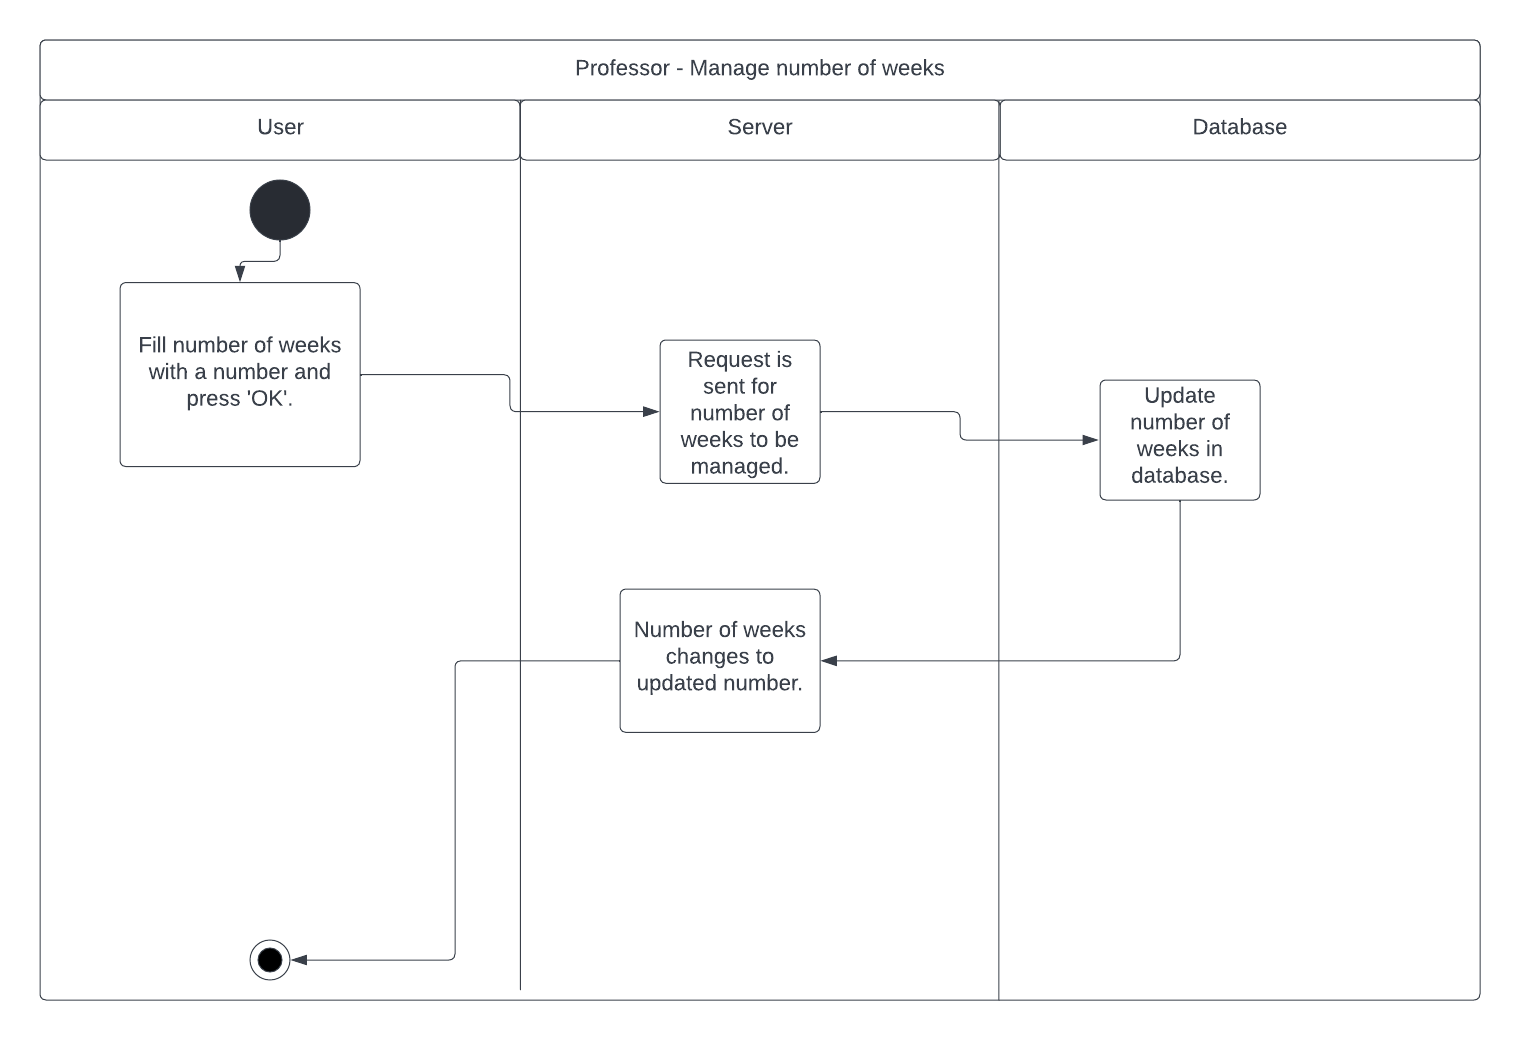 Professor - Manage number of weeks
User
Server
Database
Fill number of weeks
with a number and
press 'OK'.
Request is
sent for
number of
weeks to be
managed.
Update
number of
weeks in
database.
Number of weeks
changes to
updated number.